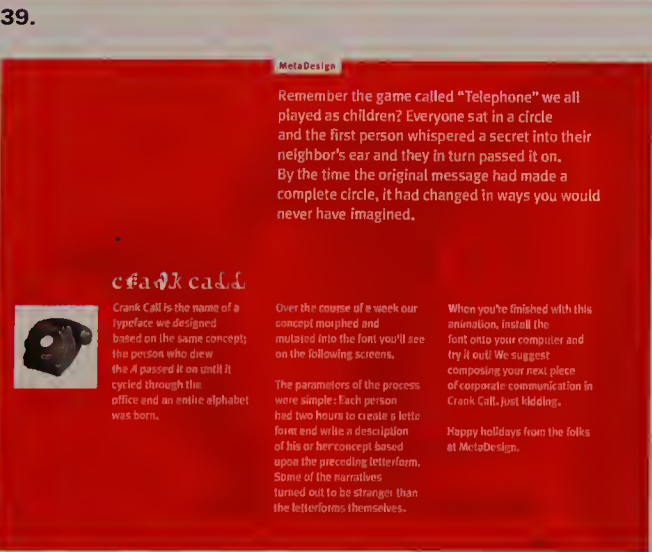 39.
MetaDesign
Remember the game called “Telephone” we all
played as children? Everyone sat in a circle
and the first person whispered a secret into their
neighbor's ear and they in turn passed it on.
By the time the original message had made a
complete circle, it had changed in ways you would
never have imagined.
crank call
Crank Call is the name of a
typeface we designed
based on the same concept;
the person who drew
the A passed it on until it
cycled through the
office and an entire alphabet
was born.
Over the course of a week our
concept morphed and
mutated into the font you'll see
on the following screens.
The parameters of the process
were simple: Each person
had two hours to create a lette
form and write a description
of his or her concept based
upon the preceding letterform.
Some of the narratives
turned out to be stranger than
the letterforms themselves.
When you're finished with this
animation, install the
font onto your computer and
try it out! We suggest
composing your next piece
of corporate communication in
Crank Call. Just kidding.
Happy holidays from the folks
at MetaDesign.